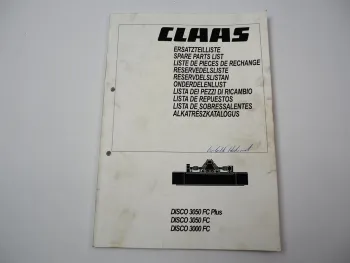 CLAAS
ERSATZTEILLISTE
SPARE PARTS LIST
LISTE DE PIECES DE RECHANGE
RESERVEDELSLISTE
RESERVDELSLISTAN
ONDERDELENLIJST
LISTA DEI PEZZI DI RICAMBIO
LISTA DE REPUESTOS
LISTA DE SOBRESSALENTES
ALKATRÉSZKATALÓGUS
DISCO 3050 FC Plus
DISCO 3050 FC
DISCO 3000 FC